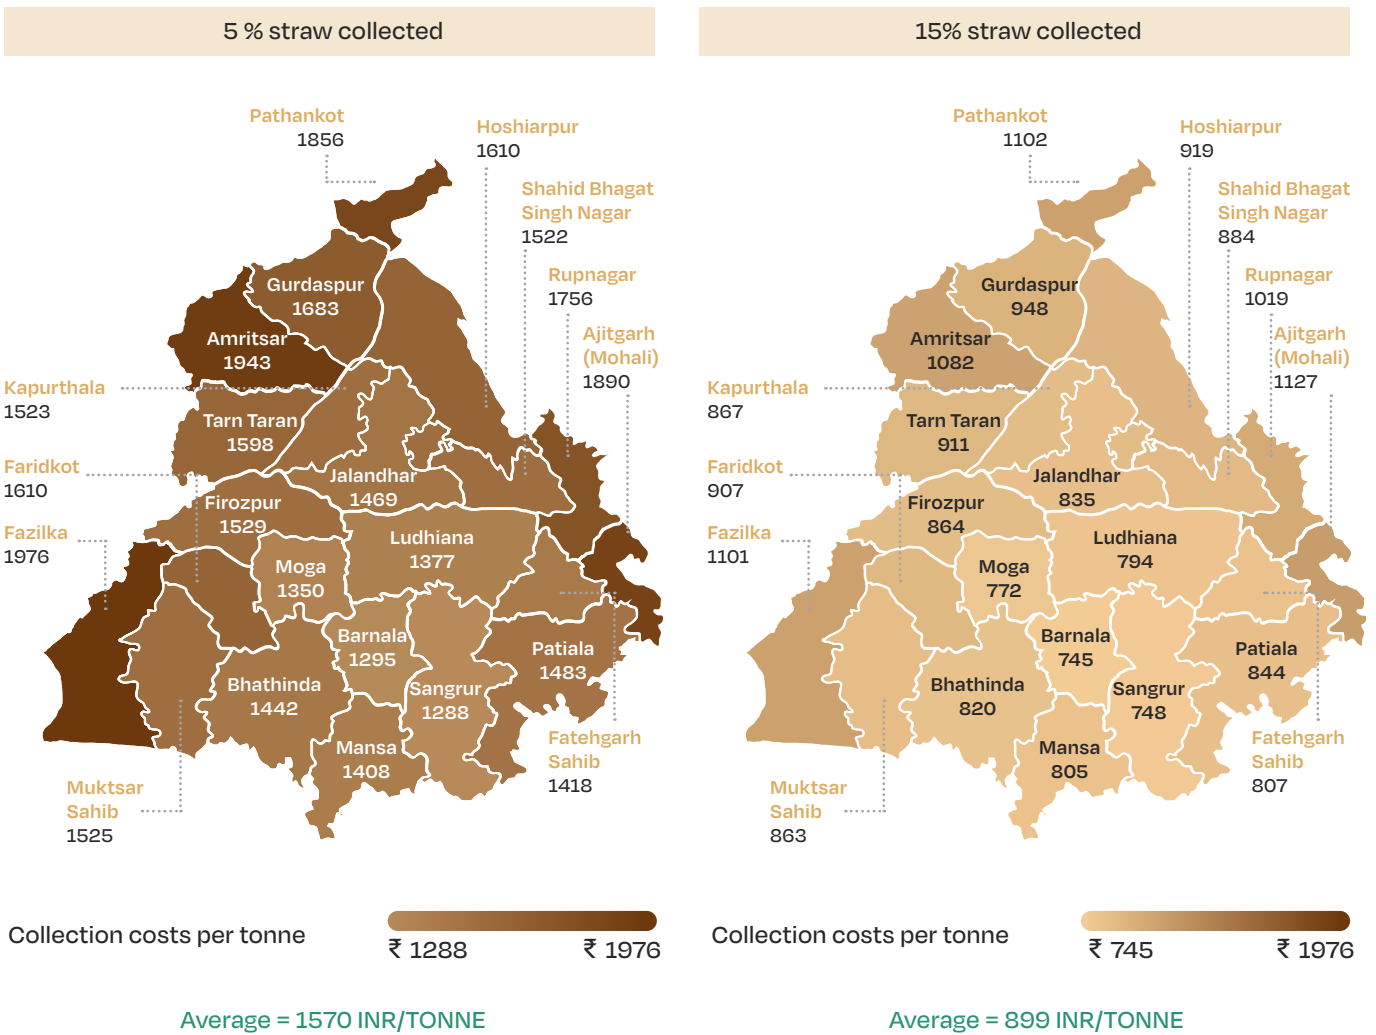 5 % straw collected
Pathankot
1856
Hoshiarpur
1610
Shahid Bhagat
Singh Nagar
1522
Rupnagar
1756
Ajitgarh
(Mohali)
1890
Gurdaspur
1683
Amritsar
1943
Kapurthala
1523
Tarn Taran
1598
Faridkot
1610
Jalandhar
1469
Firozpur
1529
Fazilka
1976
Ludhiana
1377
Moga
1350
Barnala
1295
Patiala
1483
Bhathinda
1442
Sangrur
1288
Mansa
1408
Fatehgarh
Sahib
1418
Muktsar
Sahib
1525
Collection costs per tonne
₹ 1288
₹ 1976
Average = 1570 INR/TONNE
15% straw collected
Pathankot
1102
Hoshiarpur
919
Shahid Bhagat
Singh Nagar
884
Rupnagar
1019
Ajitgarh
(Mohali)
1127
Gurdaspur
948
Amritsar
1082
Kapurthala
867
Tarn Taran
911
Faridkot
907
Jalandhar
835
Firozpur
864
Fazilka
1101
Ludhiana
794
Moga
772
Barnala
745
Patiala
844
Bhathinda
820
Sangrur
748
Mansa
805
Fatehgarh
Sahib
807
Muktsar
Sahib
863
Collection costs per tonne
₹ 745
₹ 1976
Average = 899 INR/TONNE